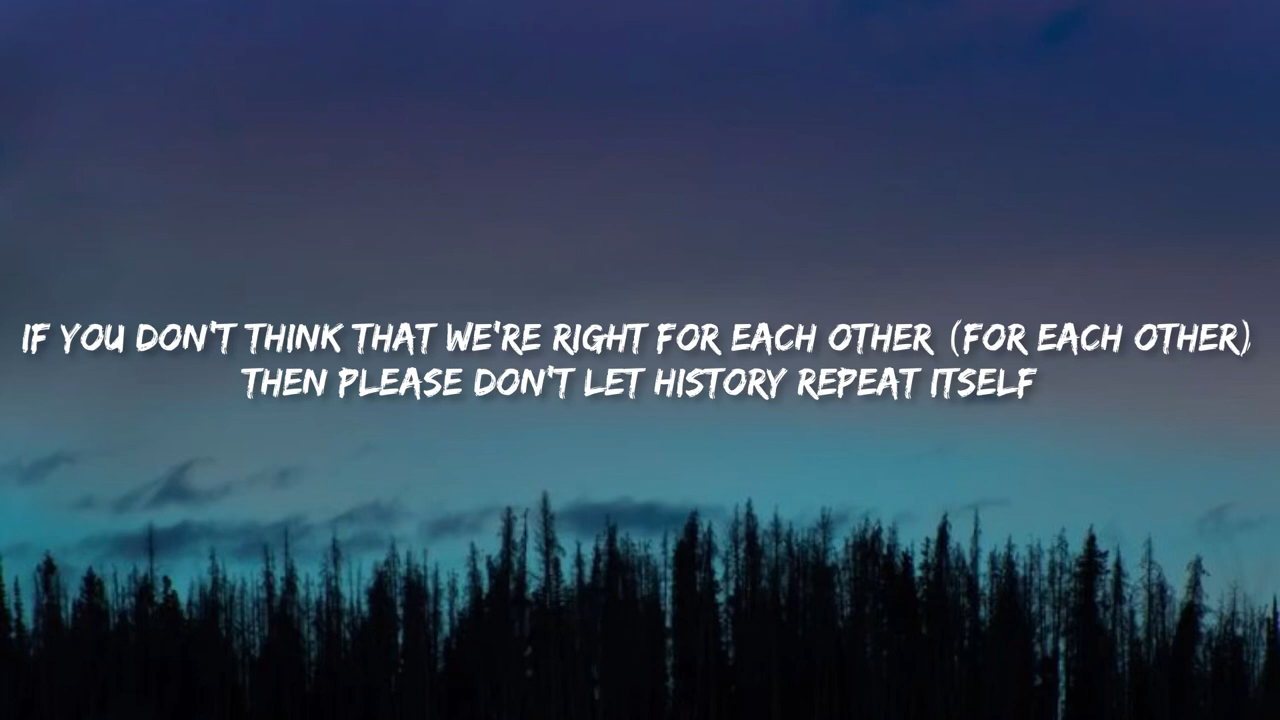 IF YOU DON'T THINK THAT WE'RE RIGHT FOR EACH OTHER (FOR EACH OTHER)
THEN PLEASE DON'T LET HISTORY REPEAT ITSELF